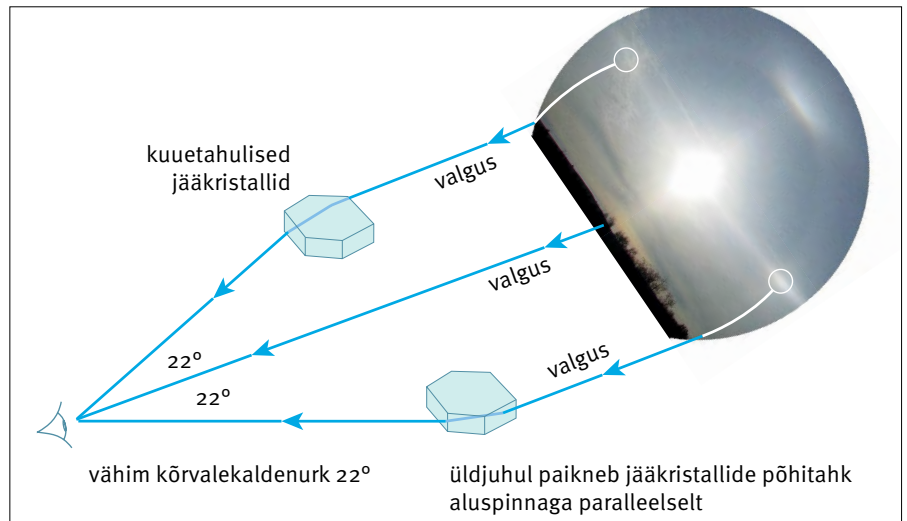 kuuetahulised
jääkristallid
valgus
valgus
valgus
22°
22°
vähim kõrvalekaldenurk 22°
üldjuhul paikneb jääkristallide põhitahk
aluspinnaga paralleelselt